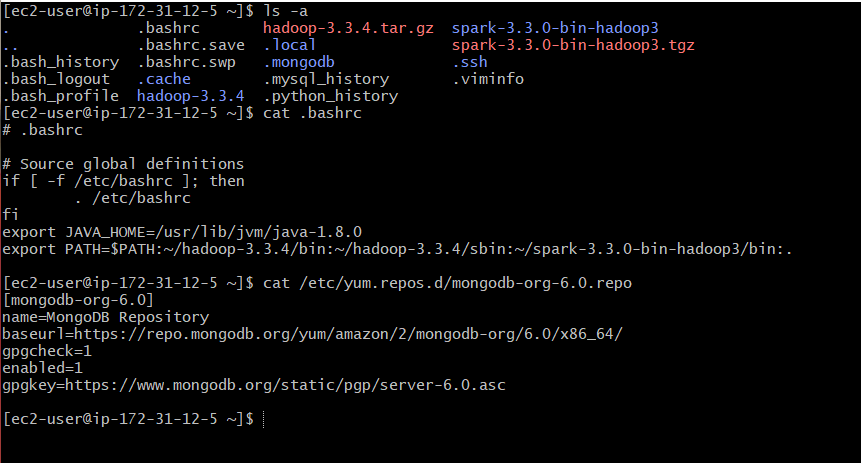 [ec2-user@ip-172-31-12-5 ~]$ ls -a
.              .bashrc       hadoop-3.3.4.tar.gz  spark-3.3.0-bin-hadoop3
..             .bashrc.save  .local               spark-3.3.0-bin-hadoop3.tgz
.bash_history  .bashrc.swp   .mongodb             .ssh
.bash_logout   .cache        .mysql_history       .viminfo
.bash_profile  hadoop-3.3.4  .python_history
[ec2-user@ip-172-31-12-5 ~]$ cat .bashrc
# .bashrc

# Source global definitions
if [ -f /etc/bashrc ]; then
        . /etc/bashrc
fi
export JAVA_HOME=/usr/lib/jvm/java-1.8.0
export PATH=$PATH:~/hadoop-3.3.4/bin:~/hadoop-3.3.4/sbin:~/spark-3.3.0-bin-hadoop3/bin:.

[ec2-user@ip-172-31-12-5 ~]$ cat /etc/yum.repos.d/mongodb-org-6.0.repo
[mongodb-org-6.0]
name=MongoDB Repository
baseurl=https://repo.mongodb.org/yum/amazon/2/mongodb-org/6.0/x86_64/
gpgcheck=1
enabled=1
gpgkey=https://www.mongodb.org/static/pgp/server-6.0.asc

[ec2-user@ip-172-31-12-5 ~]$